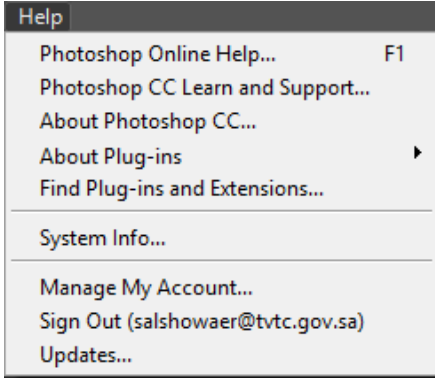 Help
Photoshop Online Help... F1
Photoshop CC Learn and Support...
About Photoshop CC...
About Plug-ins
Find Plug-ins and Extensions...
System Info...
Manage My Account...
Sign Out (salshowaer@tvtc.gov.sa)
Updates...